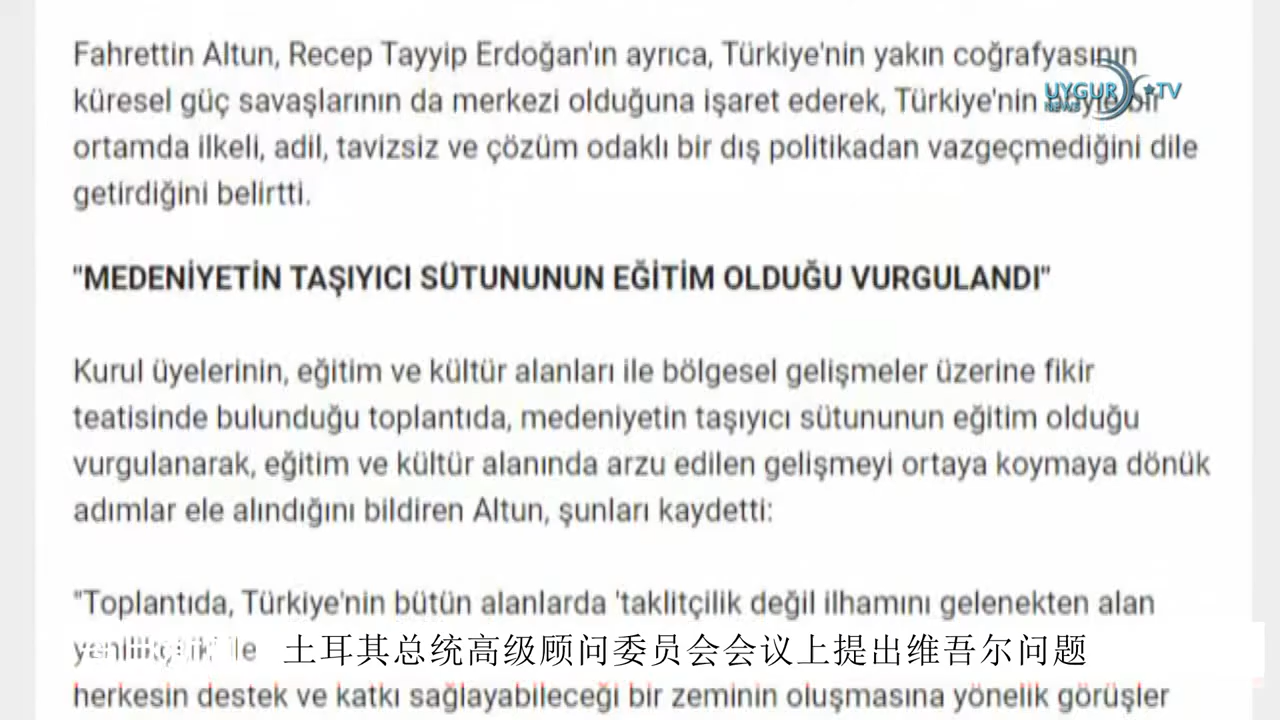 Fahrettin Altun, Recep Tayyip Erdoğan'ın ayrıca, Türkiye'nin yakın coğrafyasının
küresel güç savaşlarının da merkezi olduğuna işaret ederek, Türkiye'nin
UYGUR TV
NEWS
ortamda ilkeli, adil, tavizsiz ve çözüm odaklı bir dış politikadan vazgeçmediğini dile
getirdiğini belirtti.
"MEDENİYETİN TAŞIYICI SÜTUNUNUN EĞİTİM OLDUĞU VURGULANDI"
Kurul üyelerinin, eğitim ve kültür alanları ile bölgesel gelişmeler üzerine fikir
teatisinde bulunduğu toplantıda, medeniyetin taşıyıcı sütununun eğitim olduğu
vurgulanarak, eğitim ve kültür alanında arzu edilen gelişmeyi ortaya koymaya dönük
adımlar ele alındığını bildiren Altun, şunları kaydetti:
"Toplantıda, Türkiye'nin bütün alanlarda 'taklitçilik değil ilhamını gelenekten alan
土耳其总统高级顾问委员会会议上提出维吾尔问题
herkesin destek ve katkı sağlayabileceği bir zeminin oluşmasına yönelik görüşler